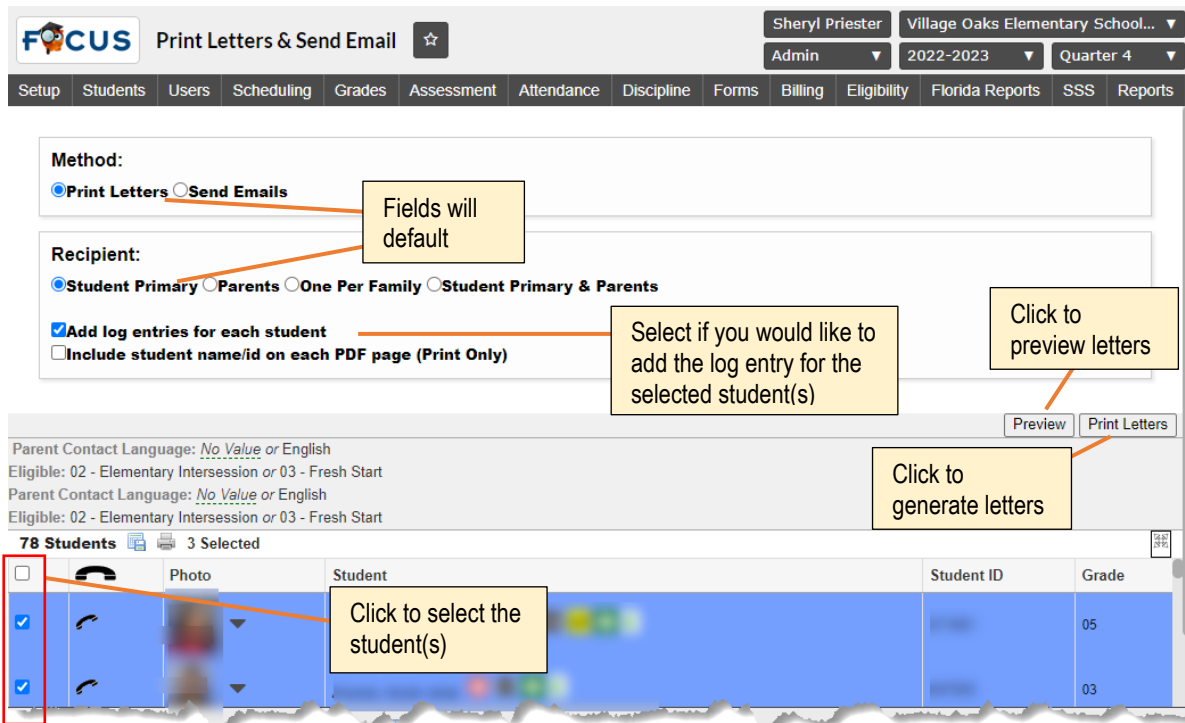 FOCUS Print Letters & Send Email
Sheryl Priester Village Oaks Elementary School...
Admin 2022-2023 Quarter 4
Setup Students Users Scheduling Grades Assessment Attendance Discipline Forms Billing Eligibility Florida Reports SSS Reports
Method:
Print Letters Send Emails
Fields will
default
Recipient:
Student Primary Parents One Per Family Student Primary & Parents
Add log entries for each student
Include student name/id on each PDF page (Print Only)
Select if you would like to
add the log entry for the
selected student(s)
Click to
preview letters
Preview Print Letters
Parent Contact Language: No Value or English
Eligible: 02 - Elementary Intersession or 03 - Fresh Start
Parent Contact Language: No Value or English
Eligible: 02 - Elementary Intersession or 03 - Fresh Start
Click to
generate letters
78 Students 3 Selected
Photo Student Student ID Grade
Click to select the
student(s)
05
03